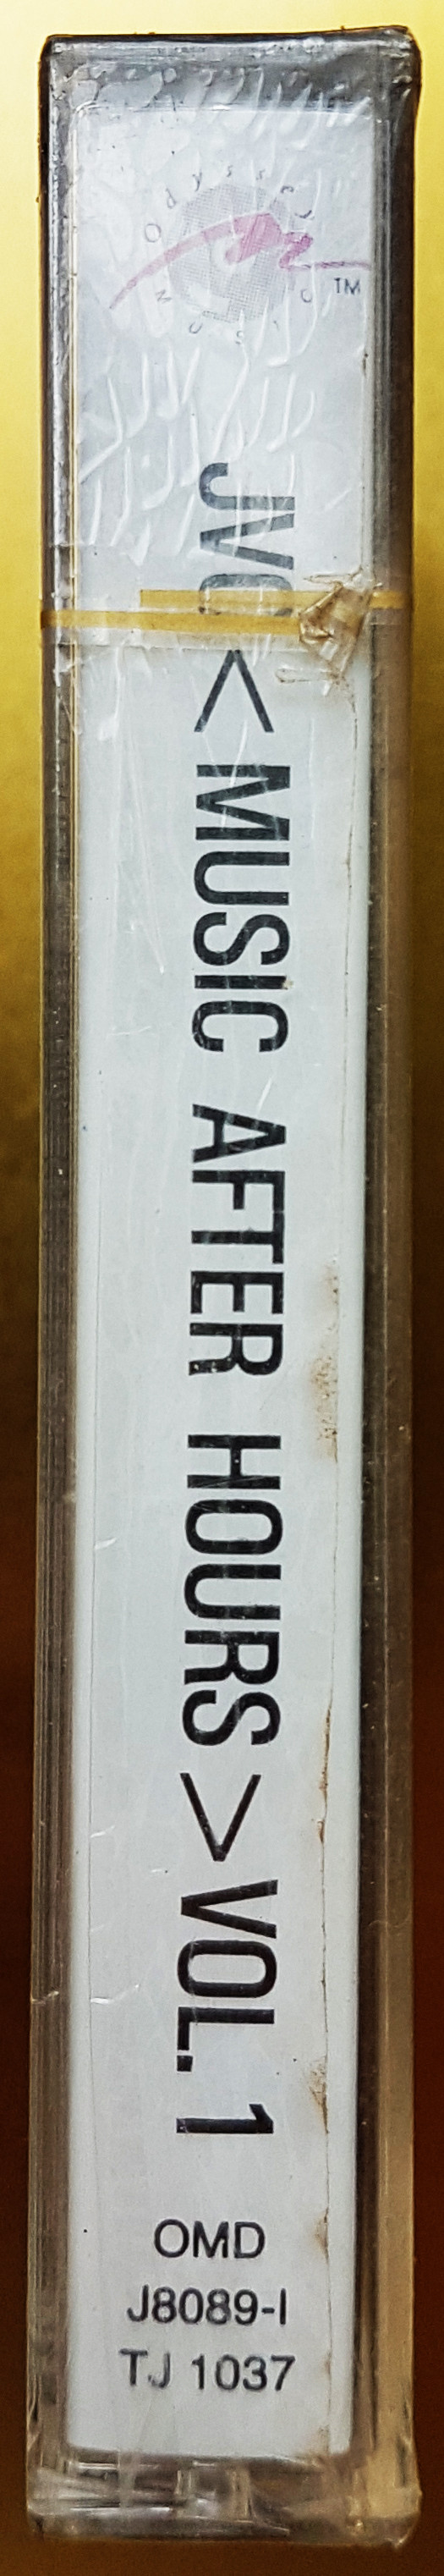 Odyssey
MUSIC
TM
JVC <MUSIC AFTER HOURS> VOL. 1
OMD
J8089-I
TJ 1037